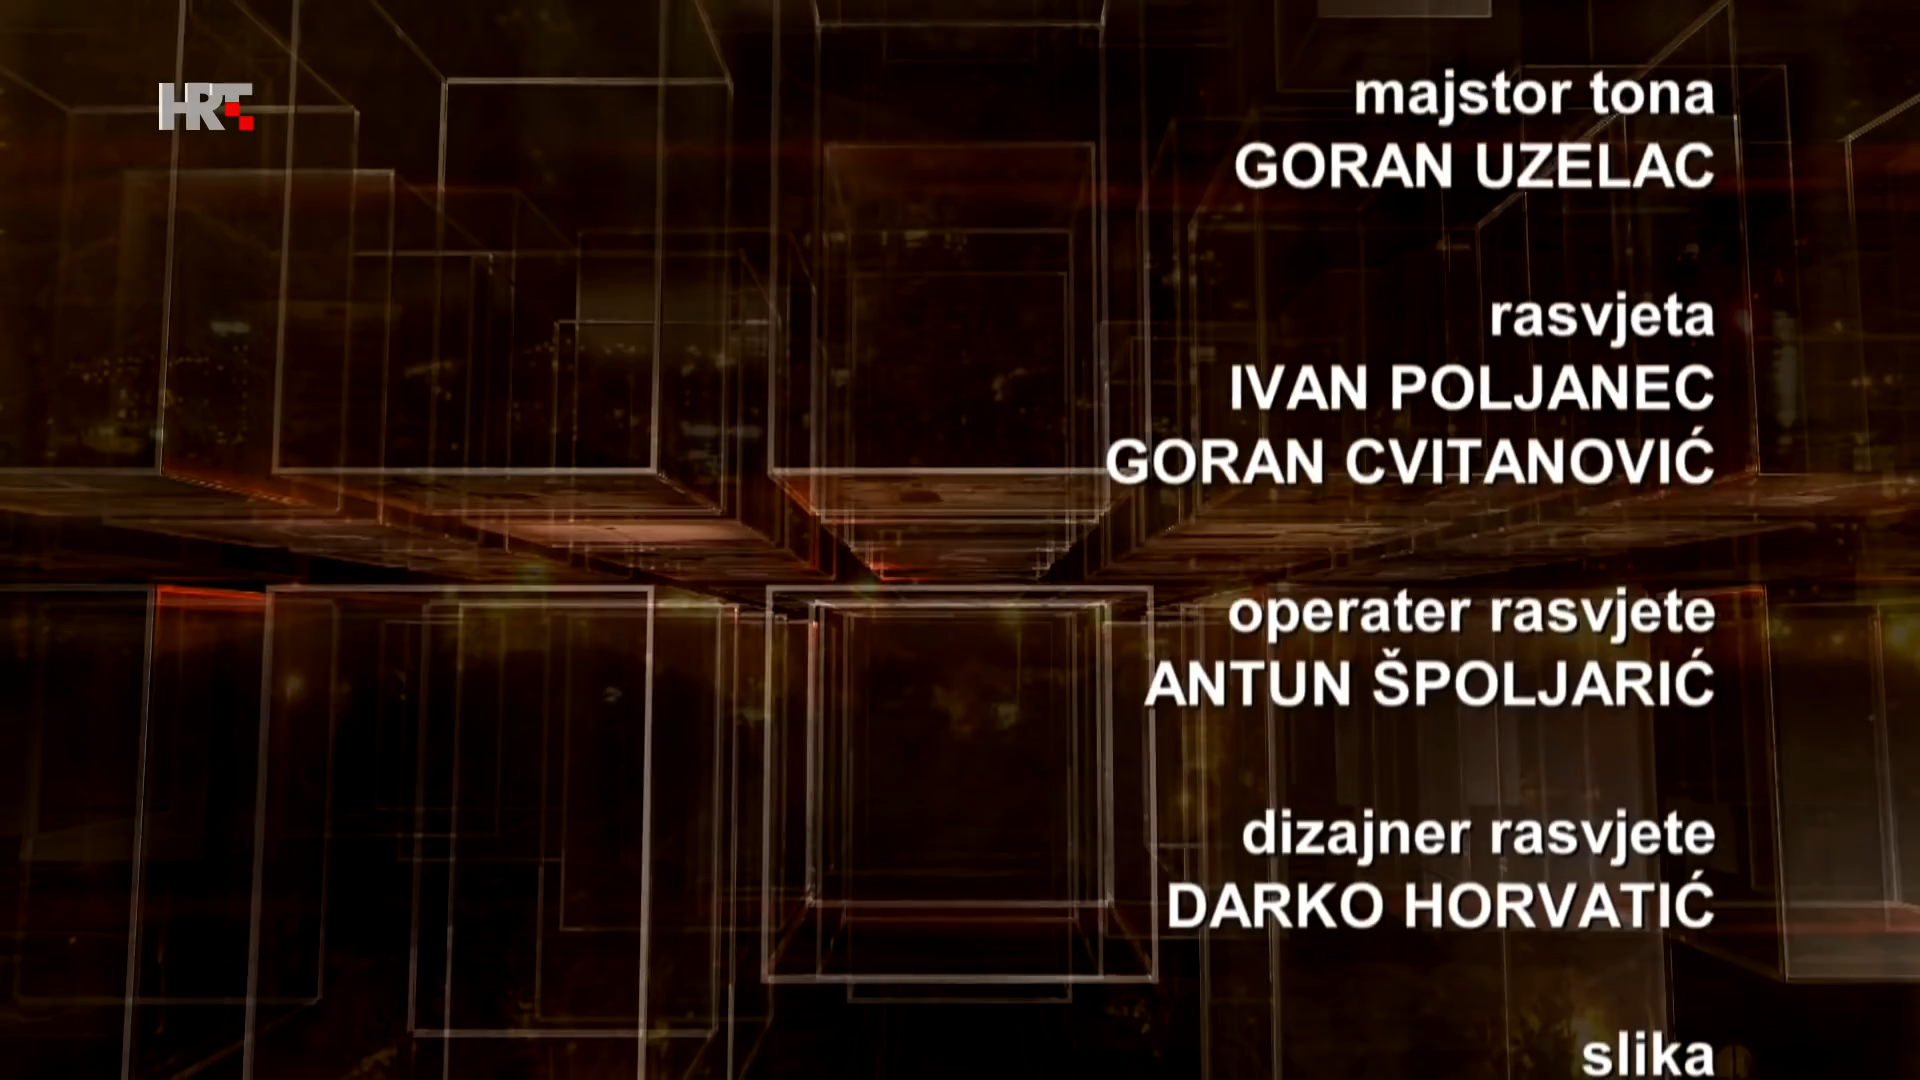 HRT
majstor tona
GORAN UZELAC
rasvjeta
IVAN POLJANEC
GORAN CVITANOVIĆ
operater rasvjete
ANTUN ŠPOLJARIĆ
dizajner rasvjete
DARKO HORVATIĆ
slika